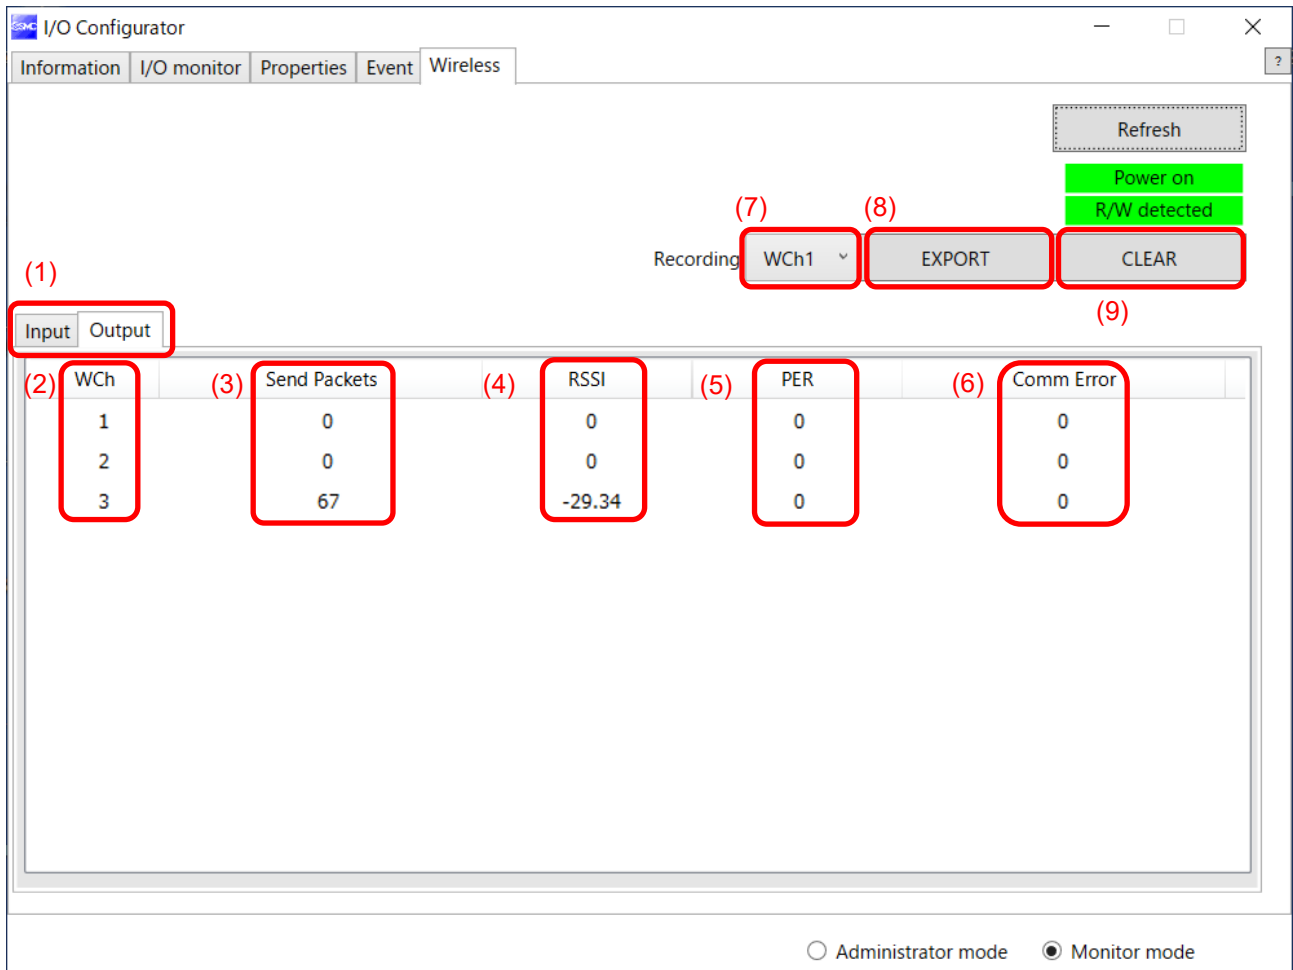 SMC I/O Configurator
Information I/O monitor Properties Event Wireless ?
Refresh
Power on
R/W detected
(7) (8)
Recording WCh1 EXPORT CLEAR
(1)
(9)
Input Output
(2) WCh (3) Send Packets (4) RSSI (5) PER (6) Comm Error
1 0 0 0 0
2 0 0 0 0
3 67 -29.34 0 0
Administrator mode Monitor mode